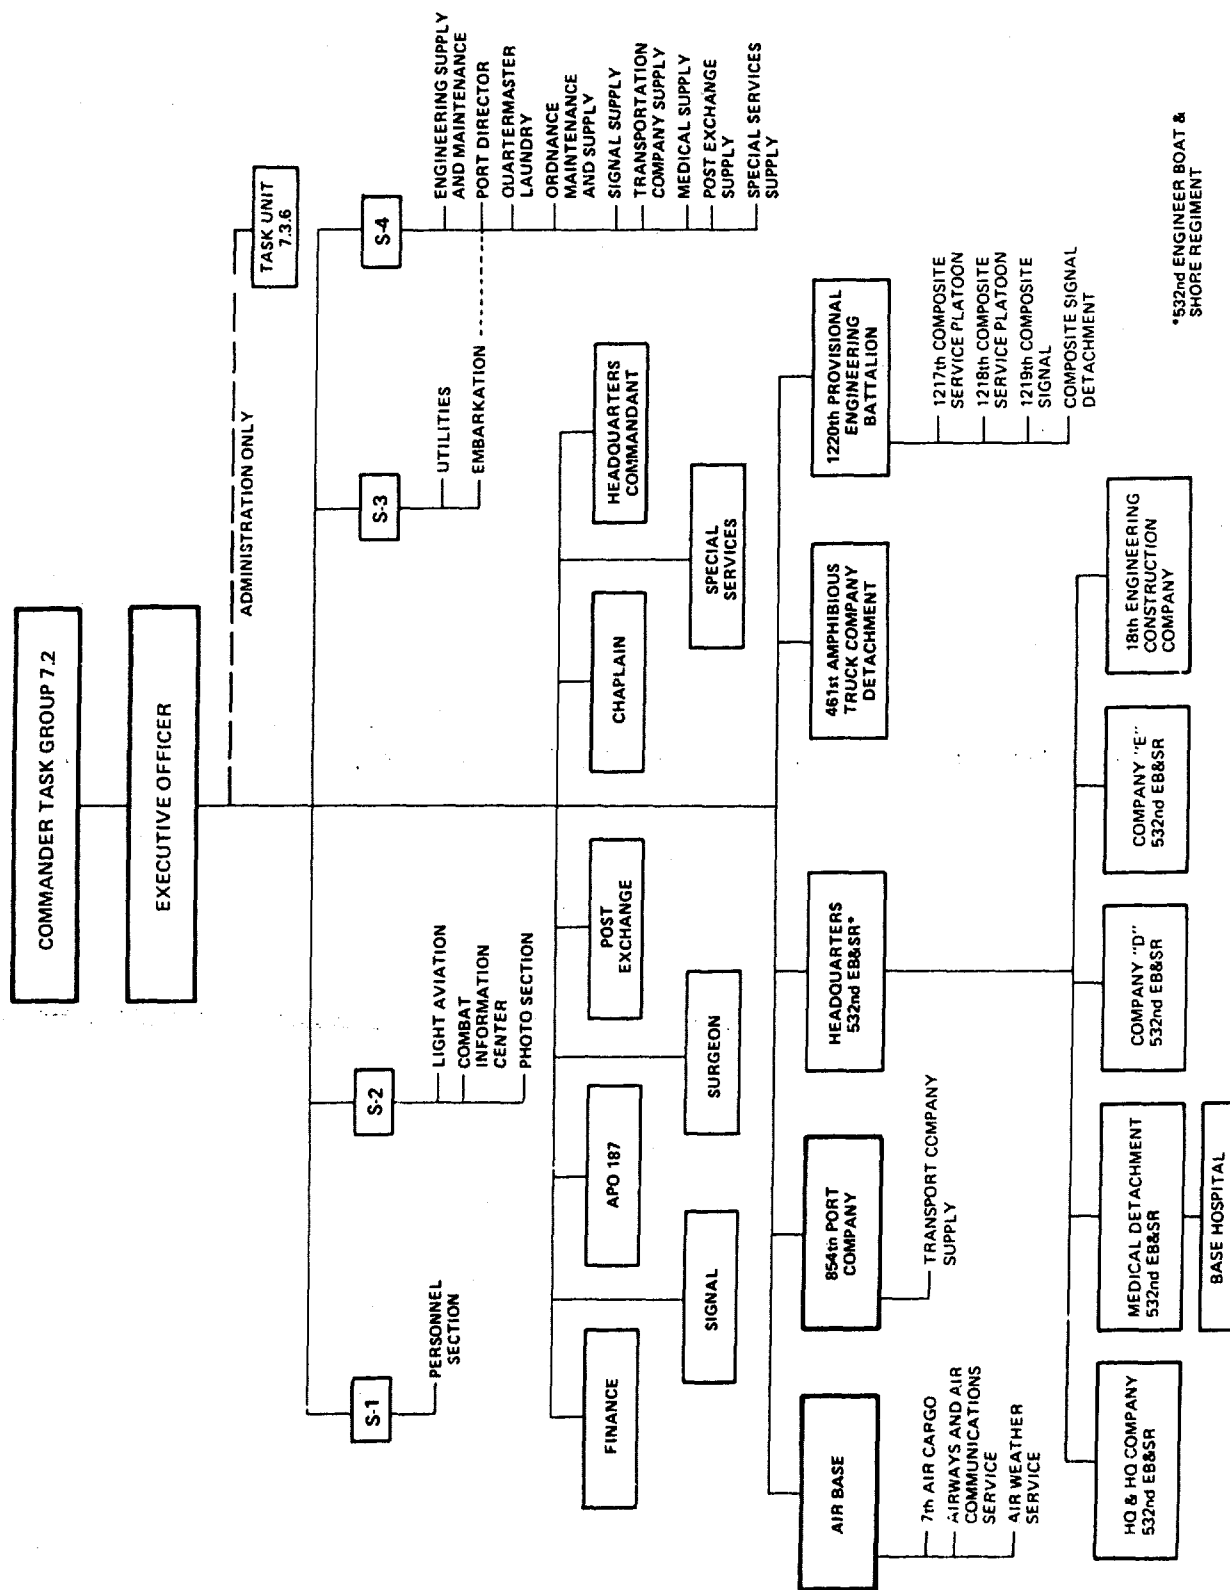 COMMANDER TASK GROUP 7.2
EXECUTIVE OFFICER
ADMINISTRATION ONLY
TASK UNIT
7.3.6
S-1
PERSONNEL
SECTION
S-2
LIGHT AVIATION
COMBAT
INFORMATION
CENTER
PHOTO SECTION
S-3
UTILITIES
EMBARKATION
S-4
ENGINEERING SUPPLY
AND MAINTENANCE
PORT DIRECTOR
QUARTERMASTER
LAUNDRY
ORDNANCE
MAINTENANCE
AND SUPPLY
SIGNAL SUPPLY
TRANSPORTATION
COMPANY SUPPLY
MEDICAL SUPPLY
POST EXCHANGE
SUPPLY
SPECIAL SERVICES
SUPPLY
FINANCE
APO 187
POST
EXCHANGE
CHAPLAIN
HEADQUARTERS
COMMANDANT
SIGNAL
SURGEON
SPECIAL
SERVICES
AIR BASE
7th AIR CARGO
AIRWAYS AND AIR
COMMUNICATIONS
SERVICE
AIR WEATHER
SERVICE
854th PORT
COMPANY
TRANSPORT COMPANY
SUPPLY
HEADQUARTERS
532nd EB&SR*
461st AMPHIBIOUS
TRUCK COMPANY
DETACHMENT
1220th PROVISIONAL
ENGINEERING
BATTALION
1217th COMPOSITE
SERVICE PLATOON
1218th COMPOSITE
SERVICE PLATOON
1219th COMPOSITE
SIGNAL
COMPOSITE SIGNAL
DETACHMENT
HQ & HQ COMPANY
532nd EB&SR
MEDICAL DETACHMENT
532nd EB&SR
BASE HOSPITAL
COMPANY "D"
532nd EB&SR
COMPANY "E"
532nd EB&SR
18th ENGINEERING
CONSTRUCTION
COMPANY
*532nd ENGINEER BOAT &
SHORE REGIMENT